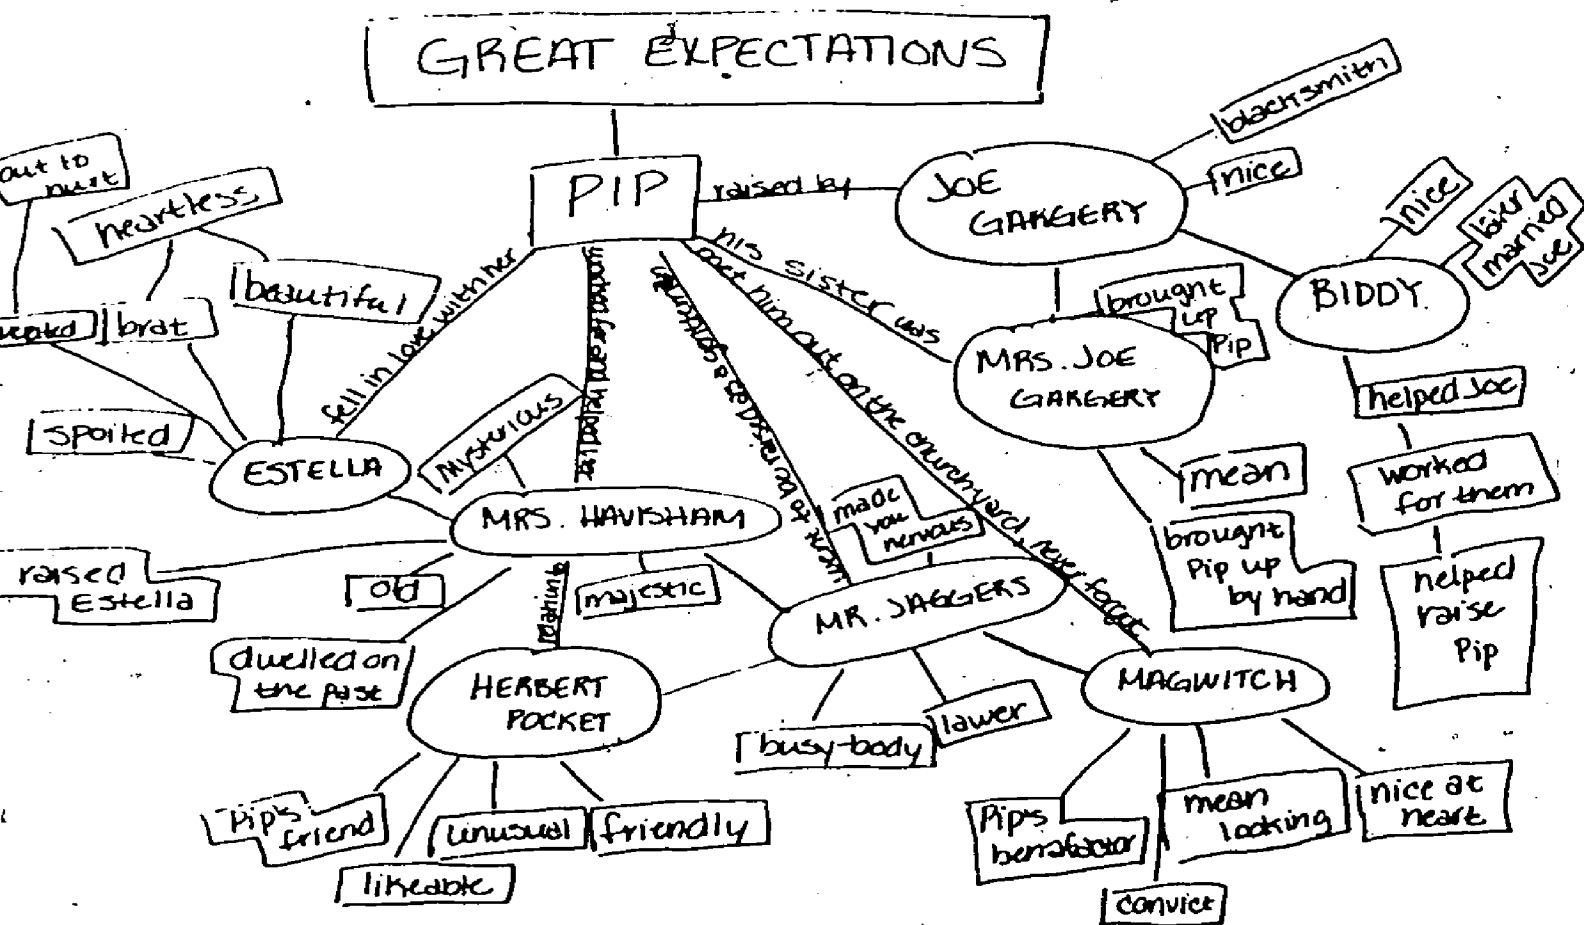 GREAT EXPECTATIONS
PIP
raised by
JOE
GARGERY
blacksmith
nice
BIDDY
nice
later
married
Joe
his sister was
MRS. JOE
GARGERY
brought
up
Pip
mean
brought
Pip up
by hand
helped Joe
worked
for them
helped
raise
Pip
out to
hurt
heartless
beautiful
brat
spoiled
fell in love with her
ESTELLA
Mysterious
MRS. HAVISHAM
raised
Estella
old
majestic
dwelled on
the past
relating
HERBERT
POCKET
Pip's
friend
likeable
unusual
friendly
made
you
nervous
MR. JAGGERS
busy-body
lawer
met him out on the churchyard, never forgot
MAGWITCH
Pip's
benafactor
convict
mean
looking
nice at
heart